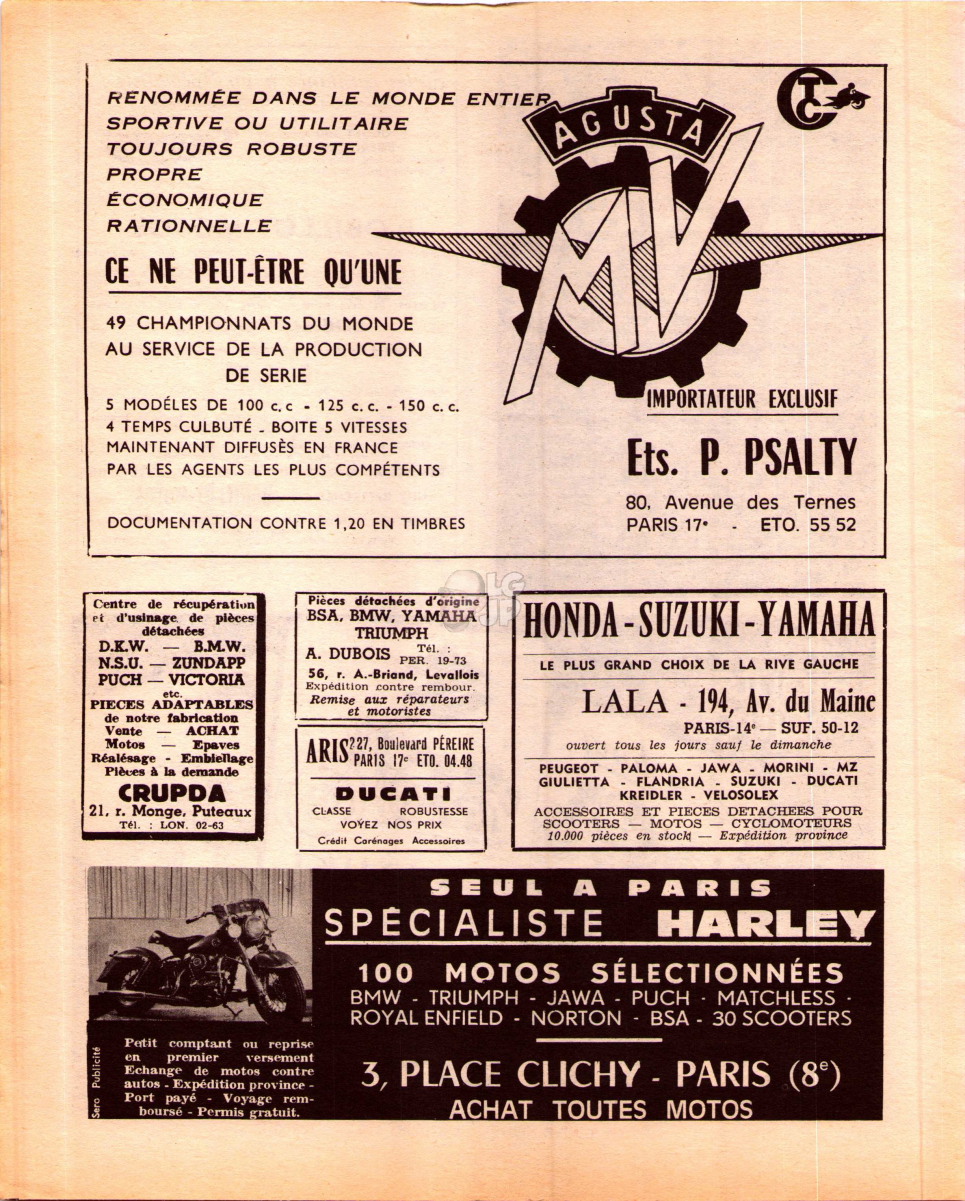 RENOMMÉE DANS LE MONDE ENTIER
SPORTIVE OU UTILITAIRE
TOUJOURS ROBUSTE
PROPRE
ÉCONOMIQUE
RATIONNELLE
CE NE PEUT-ÊTRE QU'UNE
49 CHAMPIONNATS DU MONDE
AU SERVICE DE LA PRODUCTION
DE SERIE
5 MODÉLES DE 100 c.c - 125 c.c. - 150 c.c.
4 TEMPS CULBUTÉ - BOITE 5 VITESSES
MAINTENANT DIFFUSÈS EN FRANCE
PAR LES AGENTS LES PLUS COMPÉTENTS
DOCUMENTATION CONTRE 1,20 EN TIMBRES
CTC
AGUSTA
MV
IMPORTATEUR EXCLUSIF
Ets. P. PSALTY
80, Avenue des Ternes
PARIS 17e - ETO. 55 52
LG
JP
Centre de récupération
et d'usinage de pièces
détachées
D.K.W. — B.M.W.
N.S.U. — ZUNDAPP
PUCH — VICTORIA
etc.
PIECES ADAPTABLES
de notre fabrication
Vente — ACHAT
Motos — Epaves
Réalésage - Embiellage
Pièces à la demande
CRUPDA
21, r. Monge, Puteaux
Tél. : LON. 02-63
Pièces détachées d'origine
BSA, BMW, YAMAHA
TRIUMPH
A. DUBOIS Tél. :
PER. 19-73
56, r. A.-Briand, Levallois
Expédition contre rembour.
Remise aux réparateurs
et motoristes
ARIS 227, Boulevard PÉREIRE
PARIS 17e ETO. 04.48
DUCATI
CLASSE ROBUSTESSE
VOYEZ NOS PRIX
Crédit Carénages Accessoires
HONDA-SUZUKI-YAMAHA
LE PLUS GRAND CHOIX DE LA RIVE GAUCHE
LALA - 194, Av. du Maine
PARIS-14e — SUF. 50-12
ouvert tous les jours sauf le dimanche
PEUGEOT - PALOMA - JAWA - MORINI - MZ
GIULIETTA - FLANDRIA - SUZUKI - DUCATI
KREIDLER - VELOSOLEX
ACCESSOIRES ET PIECES DETACHEES POUR
SCOOTERS — MOTOS — CYCLOMOTEURS
10.000 pièces en stock — Expédition province
SEUL A PARIS
SPÉCIALISTE HARLEY
100 MOTOS SÉLECTIONNÉES
BMW - TRIUMPH - JAWA - PUCH - MATCHLESS -
ROYAL ENFIELD - NORTON - BSA - 30 SCOOTERS
3, PLACE CLICHY - PARIS (8e)
ACHAT TOUTES MOTOS
Petit comptant ou reprise
en premier versement
Echange de motos contre
autos - Expédition province -
Port payé - Voyage rem-
boursé - Permis gratuit.
Sero Publicité